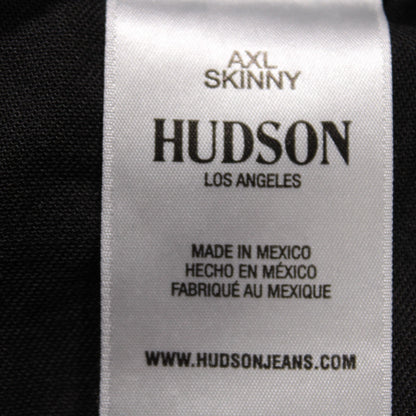 AXL
SKINNY
HUDSON
LOS ANGELES
MADE IN MEXICO
HECHO EN MÉXICO
FABRIQUÉ AU MEXIQUE
WWW.HUDSONJEANS.COM